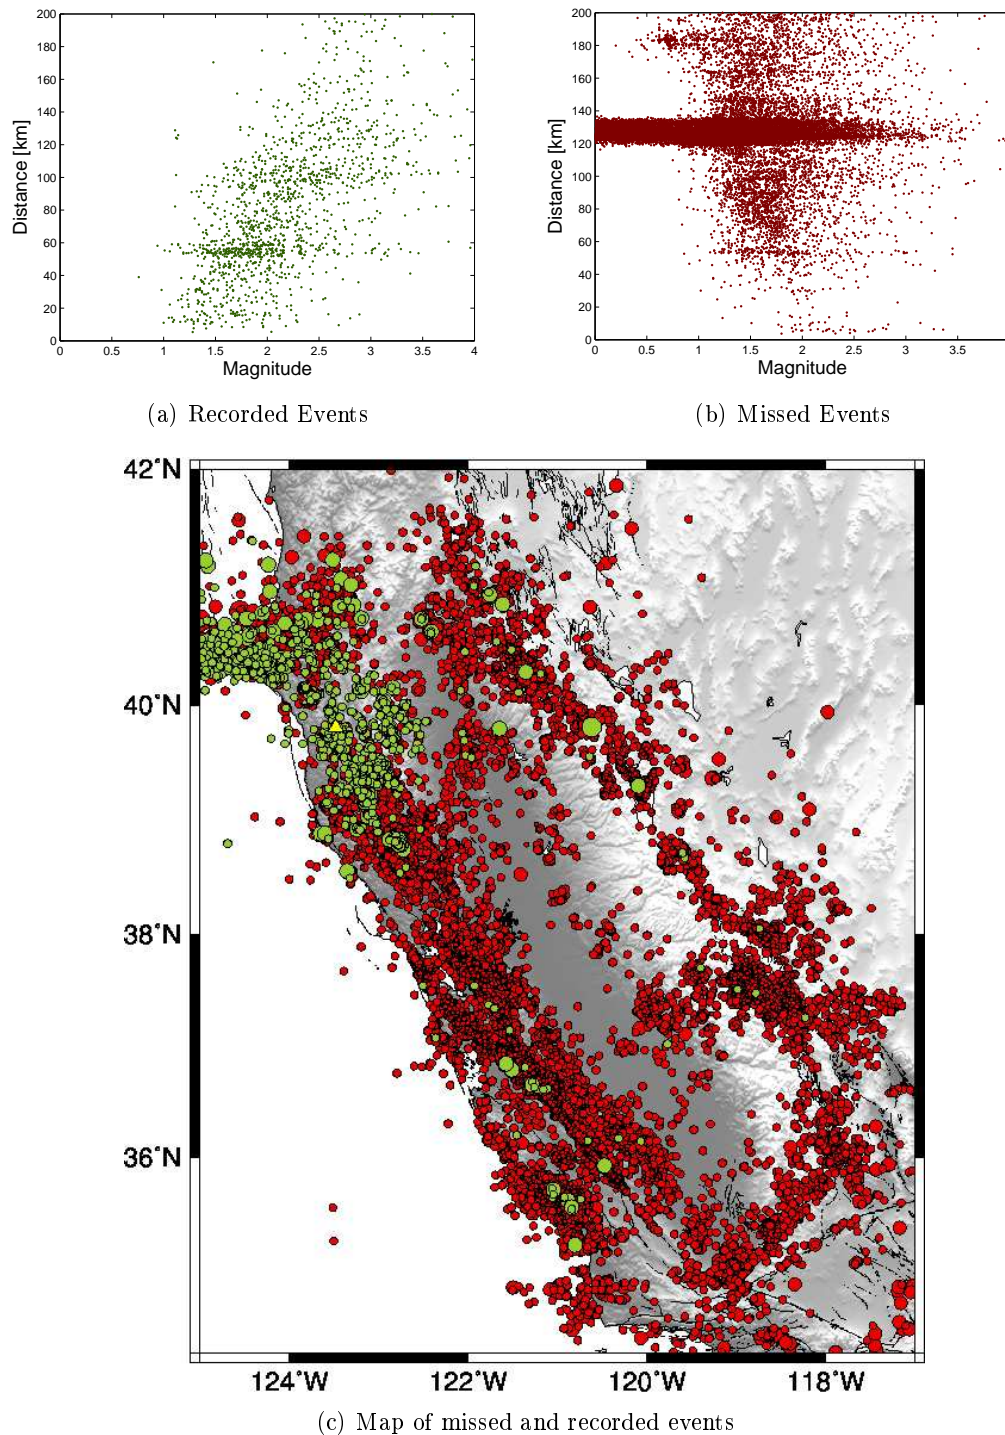 200
180
160
140
120
100
80
60
40
20
0
Distance [km]
0 0.5 1 1.5 2 2.5 3 3.5 4
Magnitude
(a) Recorded Events
200
180
160
140
120
100
80
60
40
20
0
Distance [km]
0 0.5 1 1.5 2 2.5 3 3.5
Magnitude
(b) Missed Events
42°N
40°N
38°N
36°N
124°W 122°W 120°W 118°W
(c) Map of missed and recorded events